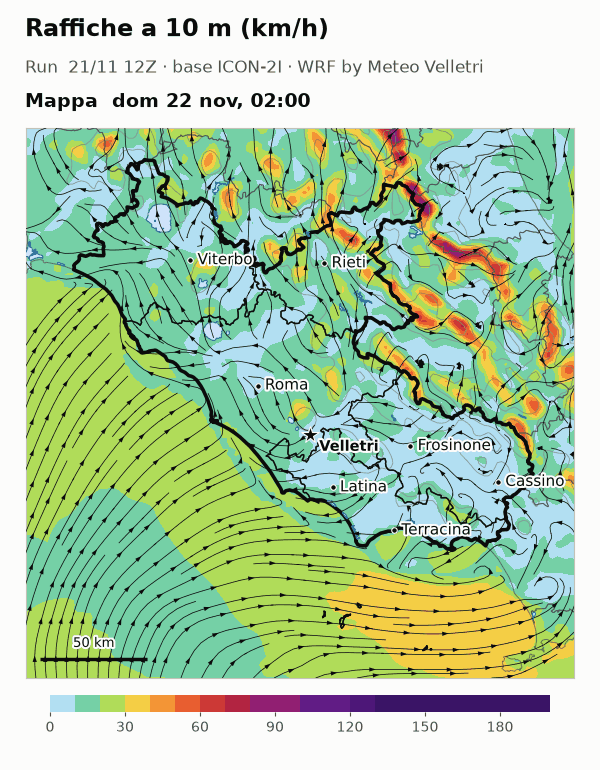 Raffiche a 10 m (km/h)
Run  21/11 12Z · base ICON-2I · WRF by Meteo Velletri
Mappa  dom 22 nov, 02:00
Viterbo
Rieti
Roma
Velletri
Frosinone
Cassino
Latina
Terracina
50 km
0 30 60 90 120 150 180